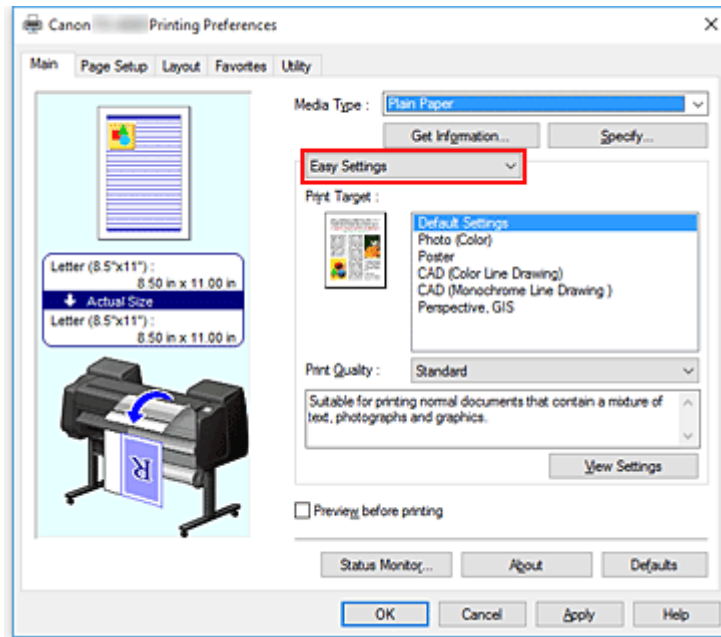 Canon Printing Preferences
Main Page Setup Layout Favorites Utility
Media Type : Plain Paper
Get Information... Specify...
Easy Settings
Print Target :
Default Settings
Photo (Color)
Poster
CAD (Color Line Drawing)
CAD (Monochrome Line Drawing )
Perspective, GIS
Letter (8.5"x11") :
8.50 in x 11.00 in
Actual Size
Letter (8.5"x11") :
8.50 in x 11.00 in
R
Print Quality : Standard
Suitable for printing normal documents that contain a mixture of
text, photographs and graphics.
View Settings
Preview before printing
Status Monitor... About Defaults
OK Cancel Apply Help